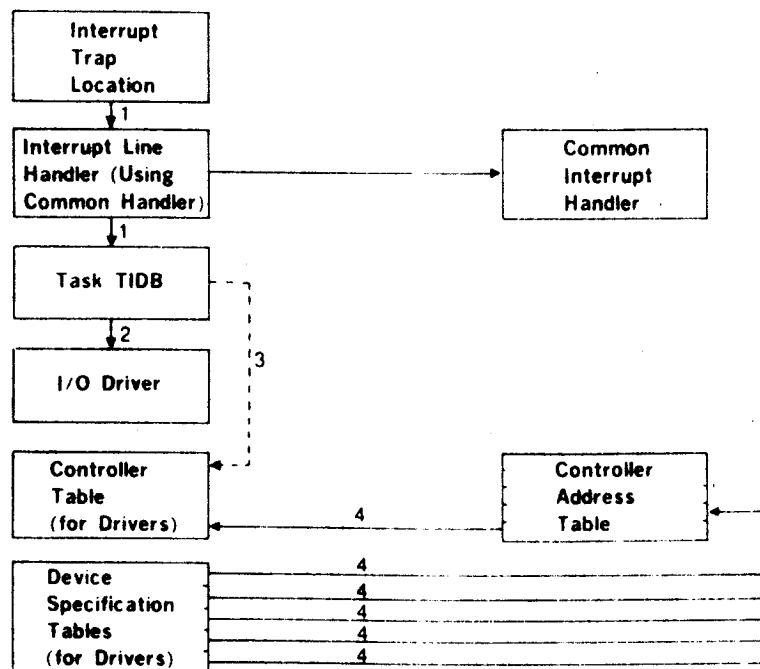 Interrupt
Trap
Location
1
Interrupt Line
Handler (Using
Common Handler)
Common
Interrupt
Handler
1
Task TIDB
2
3
I/O Driver
Controller
Table
(for Drivers)
4
Controller
Address
Table
Device
Specification
Tables
(for Drivers)
4
4
4
4
4